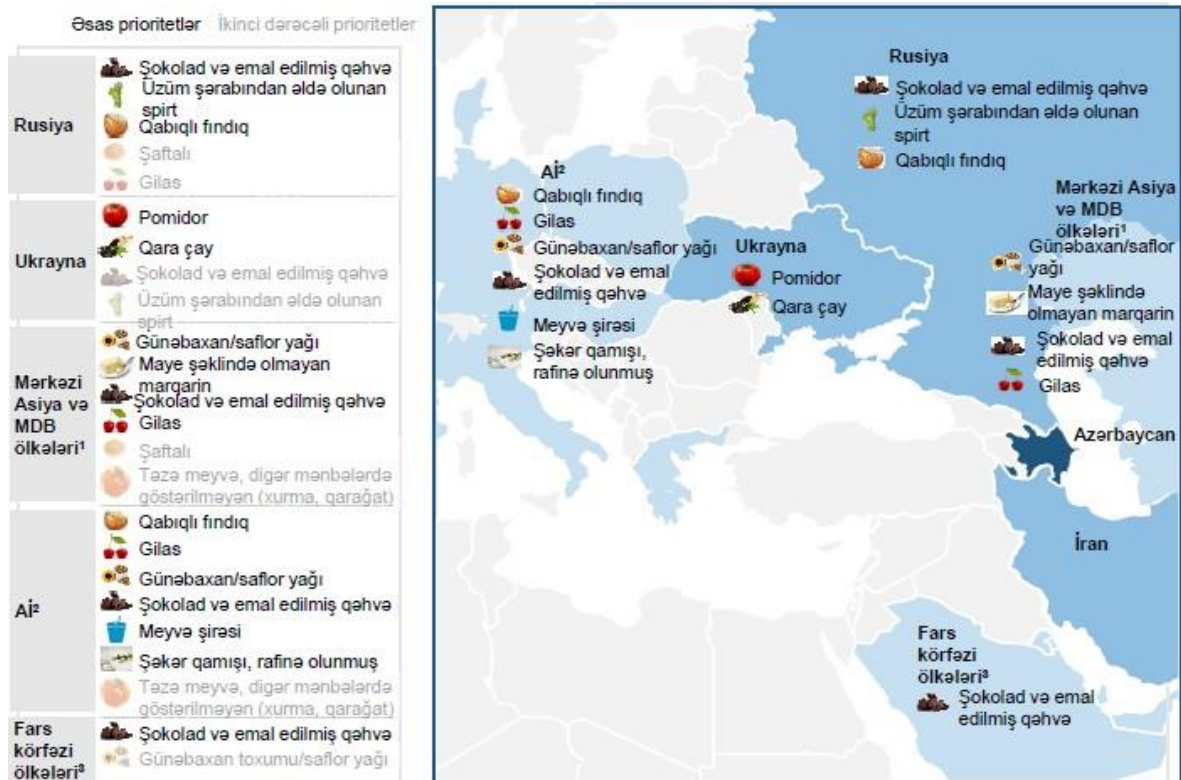 Əsas prioritetlər İkinci dərəcəli prioritetlər
Rusiya
Şokolad və emal edilmiş qəhvə
Üzüm şərabından əldə olunan
spirt
Qabıqlı fındıq
Şaftalı
Gilas
Ukrayna
Pomidor
Qara çay
Şokolad və emal edilmiş qəhvə
Üzüm şərabından əldə olunan
spirt
Mərkəzi
Asiya və
MDB
ölkələri¹
Günəbaxan/saflor yağı
Maye şəklində olmayan
marqarin
Şokolad və emal edilmiş qəhvə
Gilas
Şaftalı
Təzə meyvə, digər mənbələrdə
göstərilməyən (xurma, qarağat)
Aİ²
Qabıqlı fındıq
Gilas
Günəbaxan/saflor yağı
Şokolad və emal edilmiş qəhvə
Meyvə şirəsi
Şəkər qamışı, rafinə olunmuş
Təzə meyvə, digər mənbələrdə
göstərilməyən (xurma, qarağat)
Fars
körfəzi
ölkələri³
Şokolad və emal edilmiş qəhvə
Günəbaxan toxumu/saflor yağı
Rusiya
Şokolad və emal edilmiş qəhvə
Üzüm şərabından əldə olunan
spirt
Qabıqlı fındıq
Aİ²
Qabıqlı fındıq
Gilas
Günəbaxan/saflor yağı
Şokolad və emal
edilmiş qəhvə
Meyvə şirəsi
Şəkər qamışı,
rafinə olunmuş
Ukrayna
Pomidor
Qara çay
Mərkəzi Asiya
və MDB
ölkələri¹
Günəbaxan/saflor
yağı
Maye şəklində
olmayan marqarin
Şokolad və emal
edilmiş qəhvə
Gilas
Azərbaycan
İran
Fars
körfəzi
ölkələri³
Şokolad və emal
edilmiş qəhvə